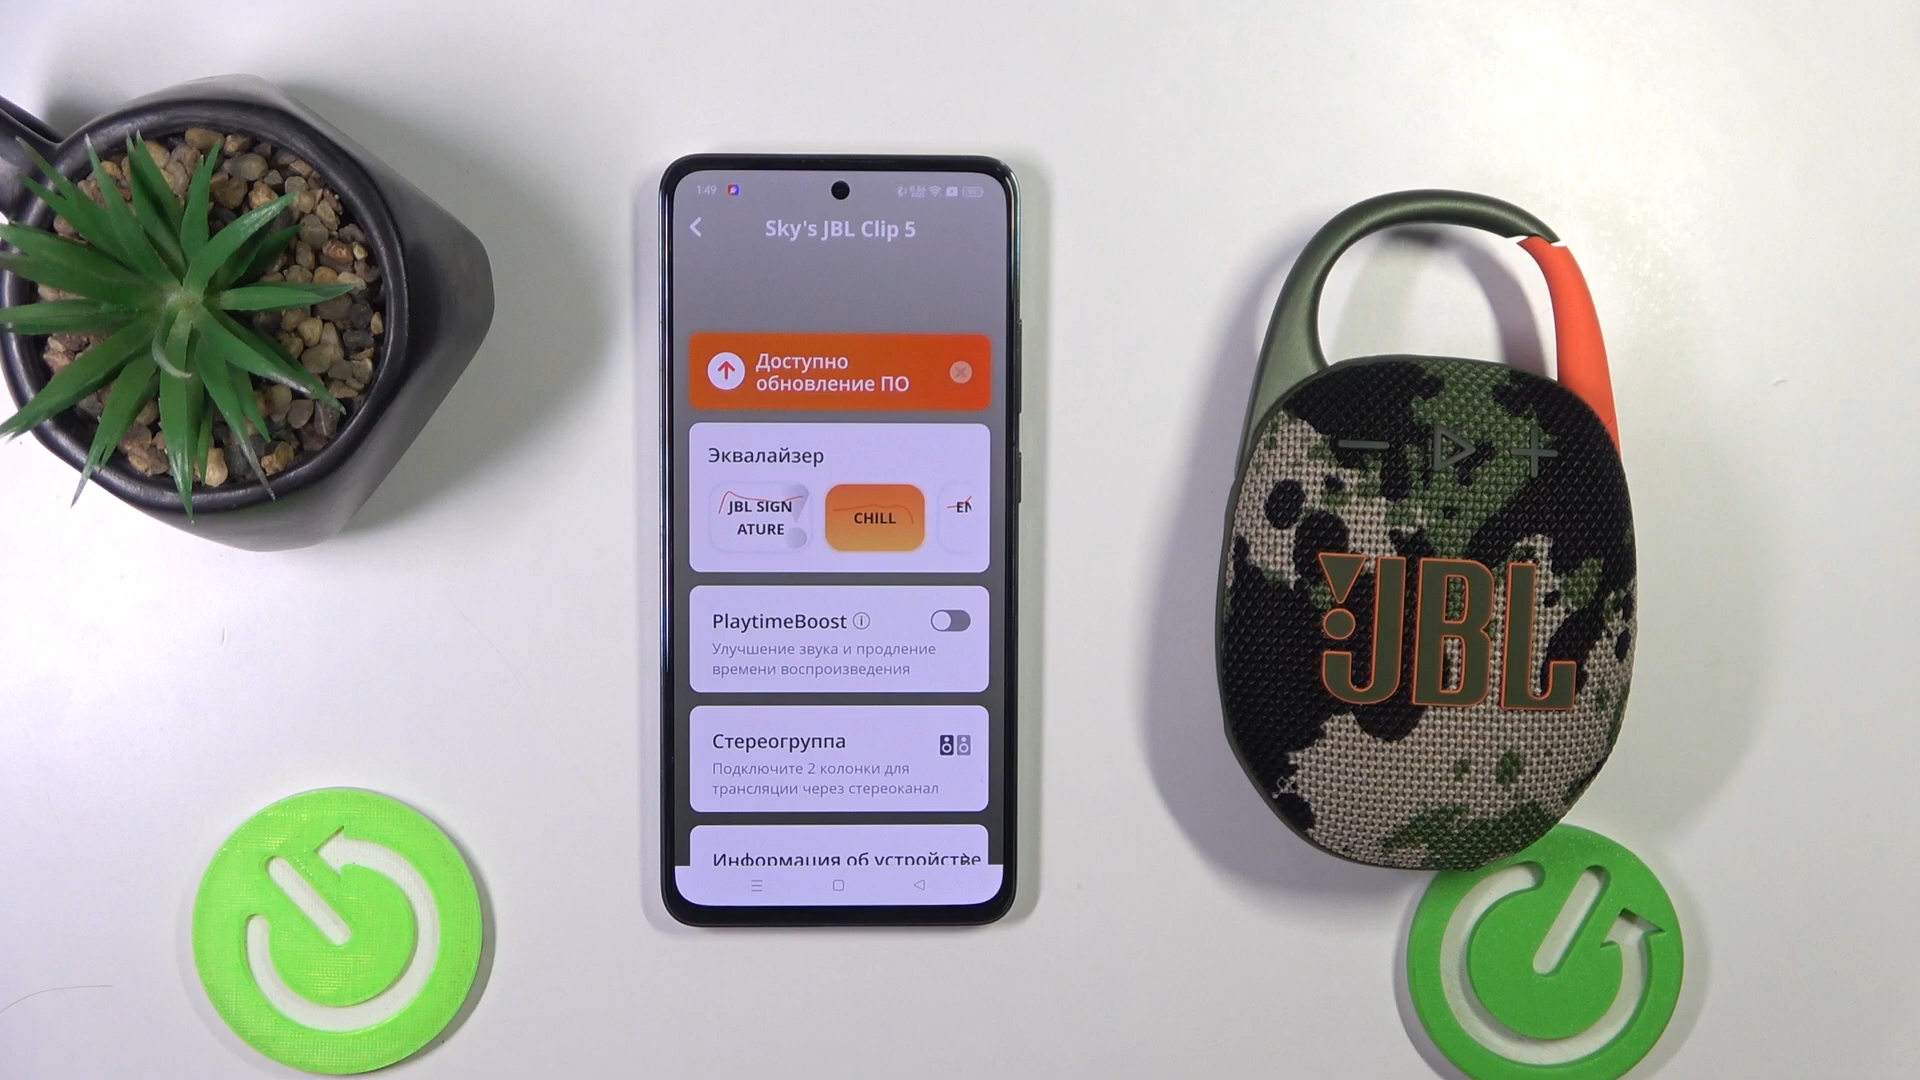 1:49
Sky's JBL Clip 5
Доступно
обновление ПО
Эквалайзер
JBL SIGN
ATURE
CHILL
EN
PlaytimeBoost
Улучшение звука и продление
времени воспроизведения
Стереогруппа
Подключите 2 колонки для
трансляции через стереоканал
Информация об устройстве
JBL